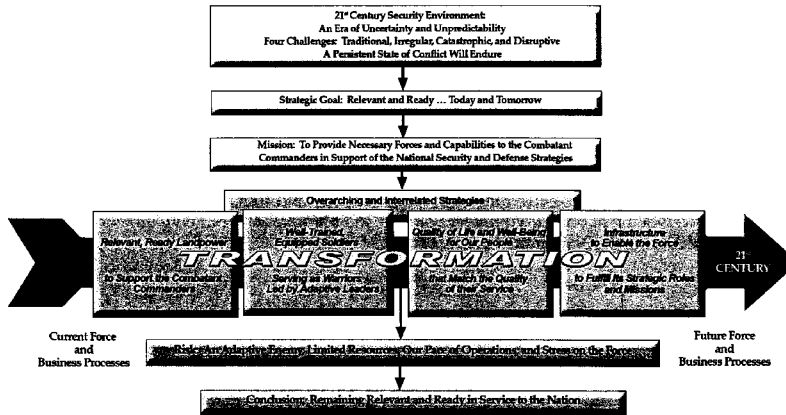 21st Century Security Environment:
An Era of Uncertainty and Unpredictability
Four Challenges: Traditional, Irregular, Catastrophic, and Disruptive
A Persistent State of Conflict Will Endure
Strategic Goal: Relevant and Ready ... Today and Tomorrow
Mission: To Provide Necessary Forces and Capabilities to the Combatant
Commanders in Support of the National Security and Defense Strategies
Overarching and Interrelated Strategies
Relevant, Ready Landpower
to Support the Combatant
Commanders
Well-Trained,
Equipped Soldiers
Serving as Warriors
Led by Adaptive Leaders
Quality of Life and Well-Being
for Our People
that Match the Quality
of their Service
Infrastructure
to Enable the Force
to Fulfill Its Strategic Roles
and Missions
TRANSFORMATION
21st
CENTURY
Current Force
and
Business Processes
Future Force
and
Business Processes
Risk: An Adaptive Enemy, Limited Resources, Our Pace of Operations, and Stress on the Force
Conclusion: Remaining Relevant and Ready in Service to the Nation